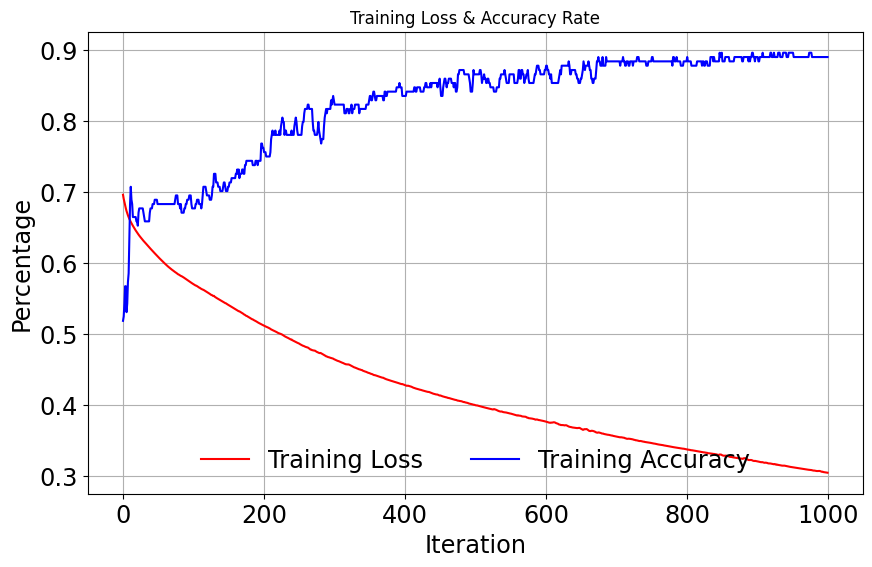 Training Loss & Accuracy Rate
0.9
0.8
0.7
0.6
0.5
0.4
0.3
Percentage
Training Loss
Training Accuracy
0
200
400
600
800
1000
Iteration